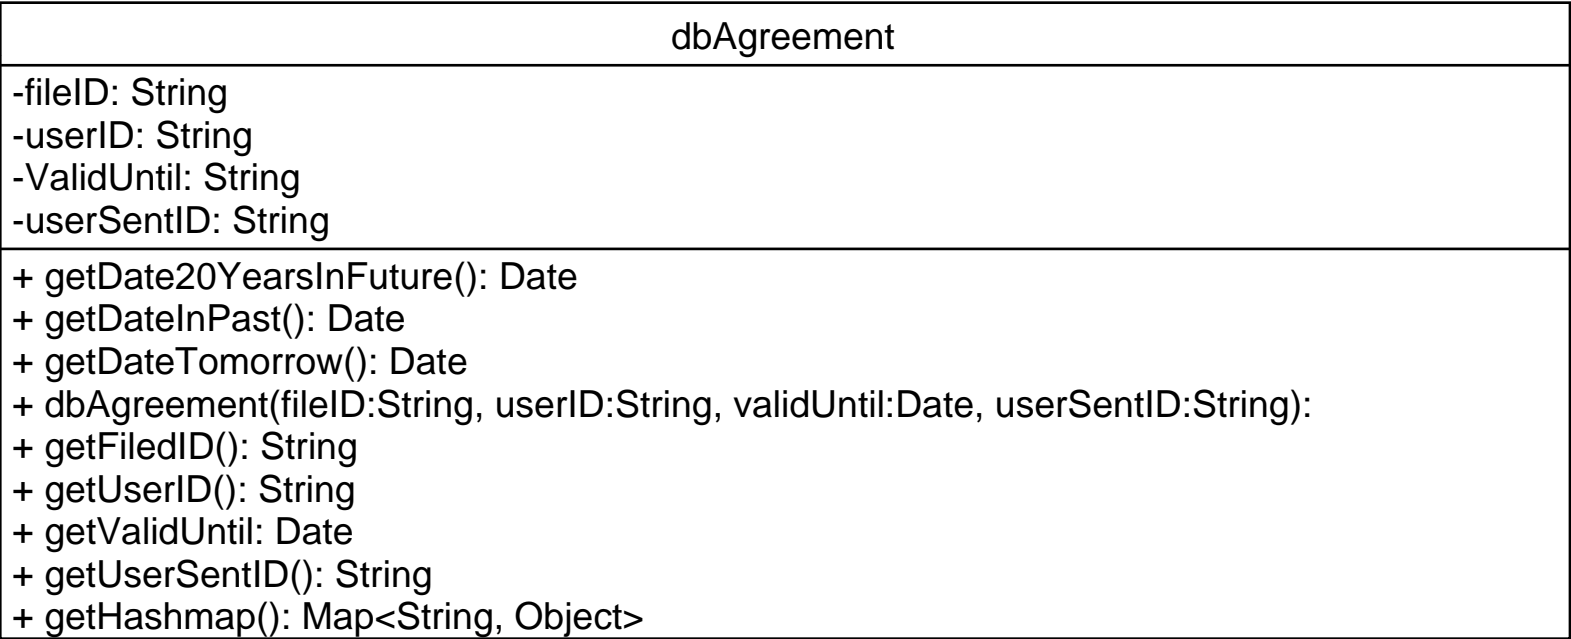 dbAgreement
-fileID: String
-userID: String
-ValidUntil: String
-userSentID: String
+ getDate20YearsInFuture(): Date
+ getDateInPast(): Date
+ getDateTomorrow(): Date
+ dbAgreement(fileID:String, userID:String, validUntil:Date, userSentID:String):
+ getFiledID(): String
+ getUserID(): String
+ getValidUntil: Date
+ getUserSentID(): String
+ getHashmap(): Map<String, Object>